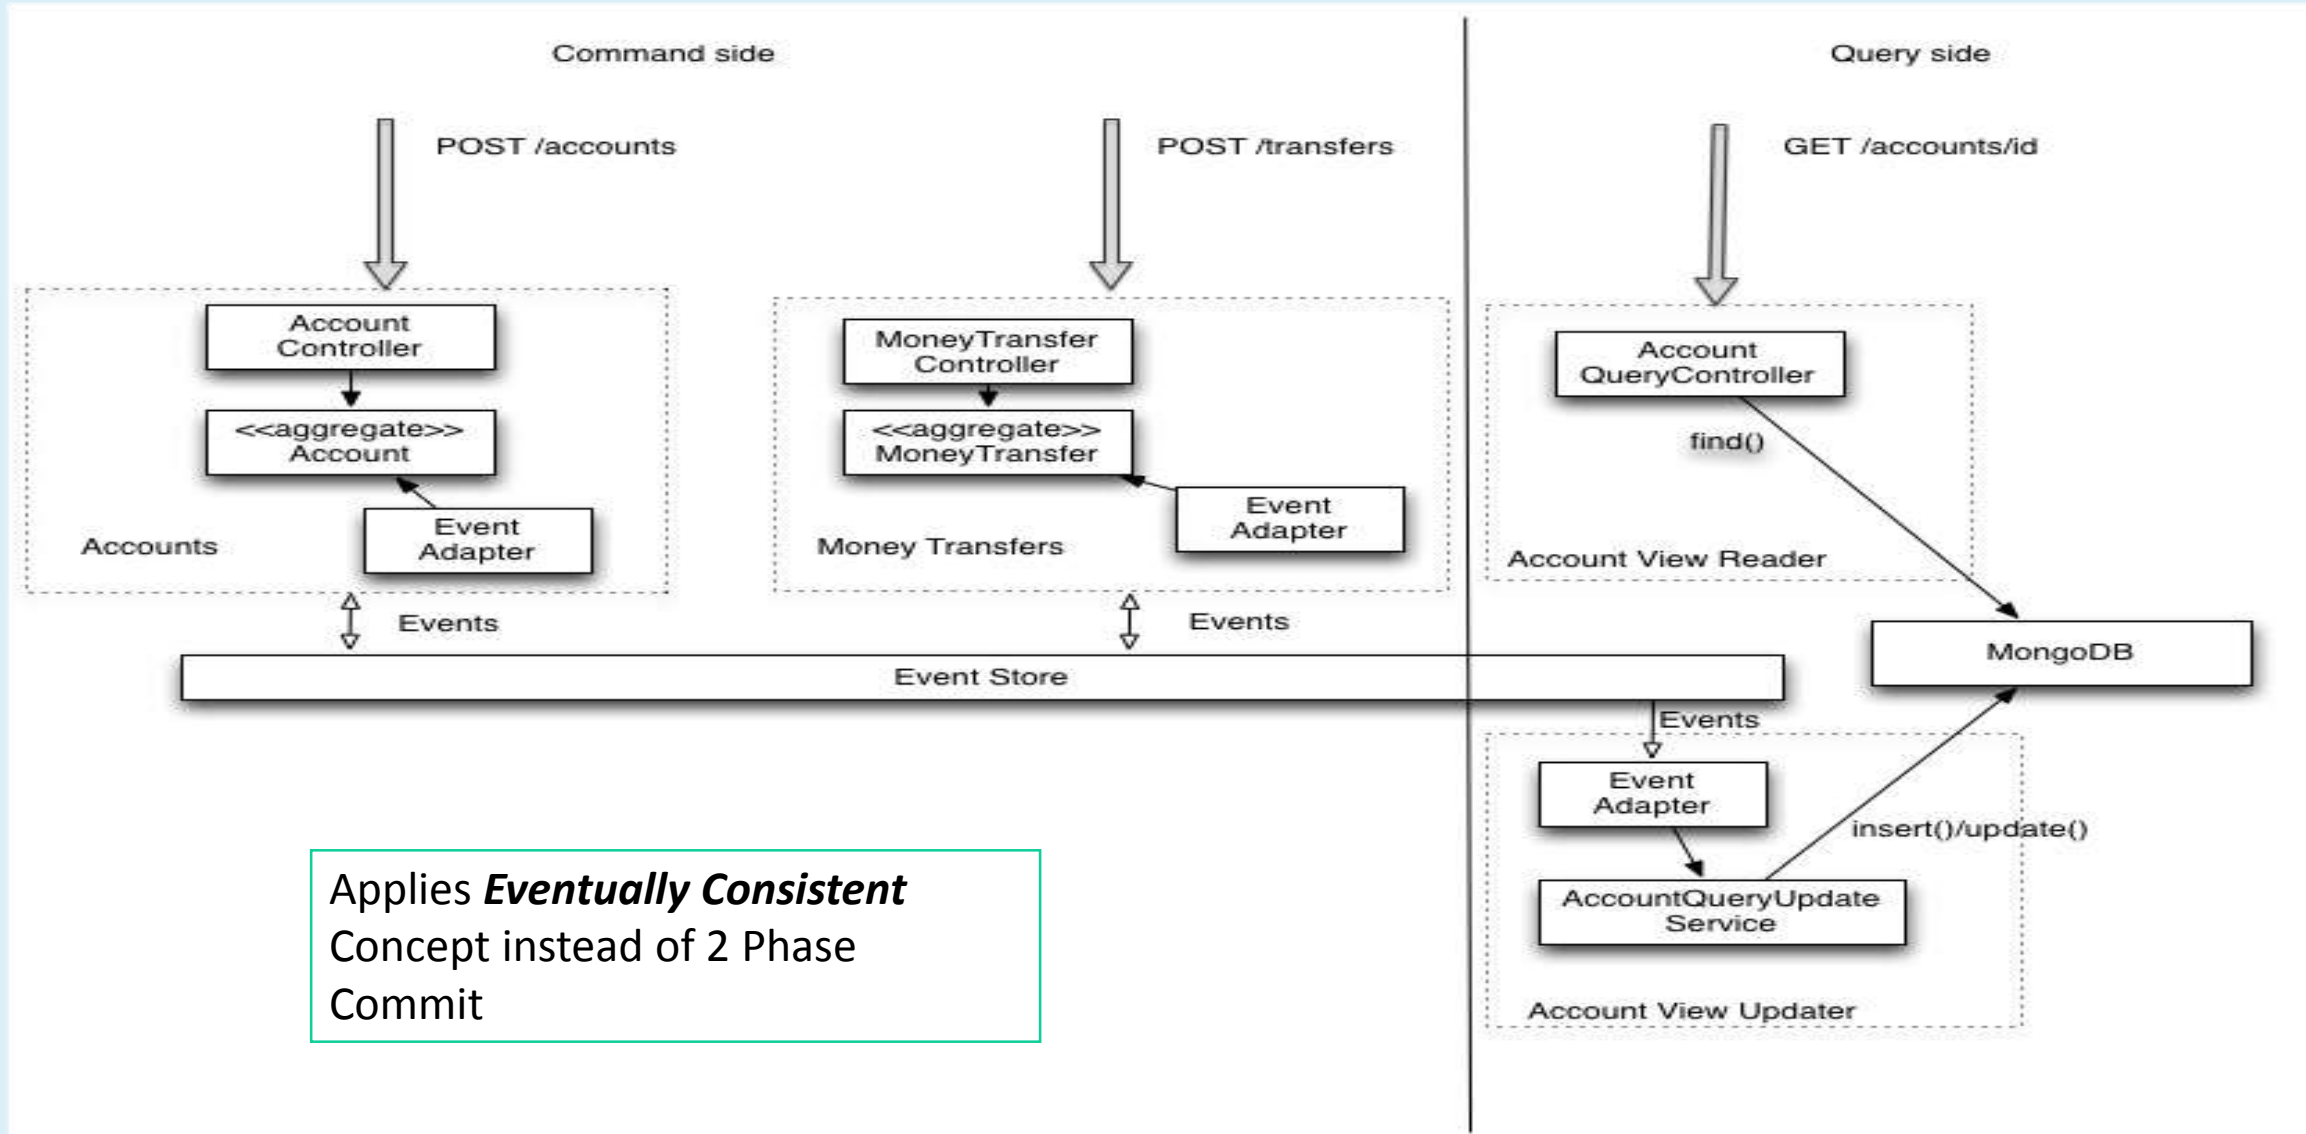 Command side
Query side
POST /accounts
POST /transfers
GET /accounts/id
Account
Controller
<<aggregate>>
Account
Event
Adapter
Accounts
MoneyTransfer
Controller
<<aggregate>>
MoneyTransfer
Event
Adapter
Money Transfers
Account
QueryController
find()
Account View Reader
Events
Events
Event Store
MongoDB
Events
Event
Adapter
insert()/update()
AccountQueryUpdate
Service
Account View Updater
Applies Eventually Consistent
Concept instead of 2 Phase
Commit